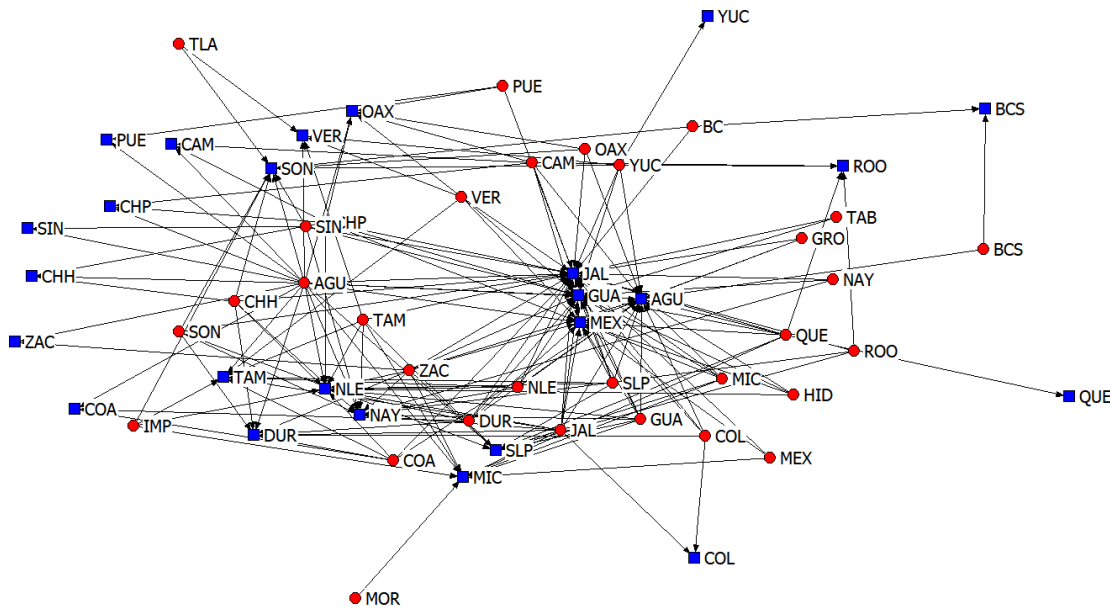 YUC
TLA
PUE
BCS
OAX
BC
VER
PUE
CAM
OAX
CAM
YUC
ROO
SON
VER
CHP
TAB
SIN
CHP
SIN
GRO
BCS
JAL
CHH
AGU
NAY
GUA
AGU
CHH
TAM
MEX
SON
QUE
ZAC
ROO
ZAC
TAM
NLE
NLE
SLP
MIC
HID
QUE
COA
NAY
DUR
GUA
IMP
DUR
JAL
COL
SLP
COA
MEX
MIC
COL
MOR